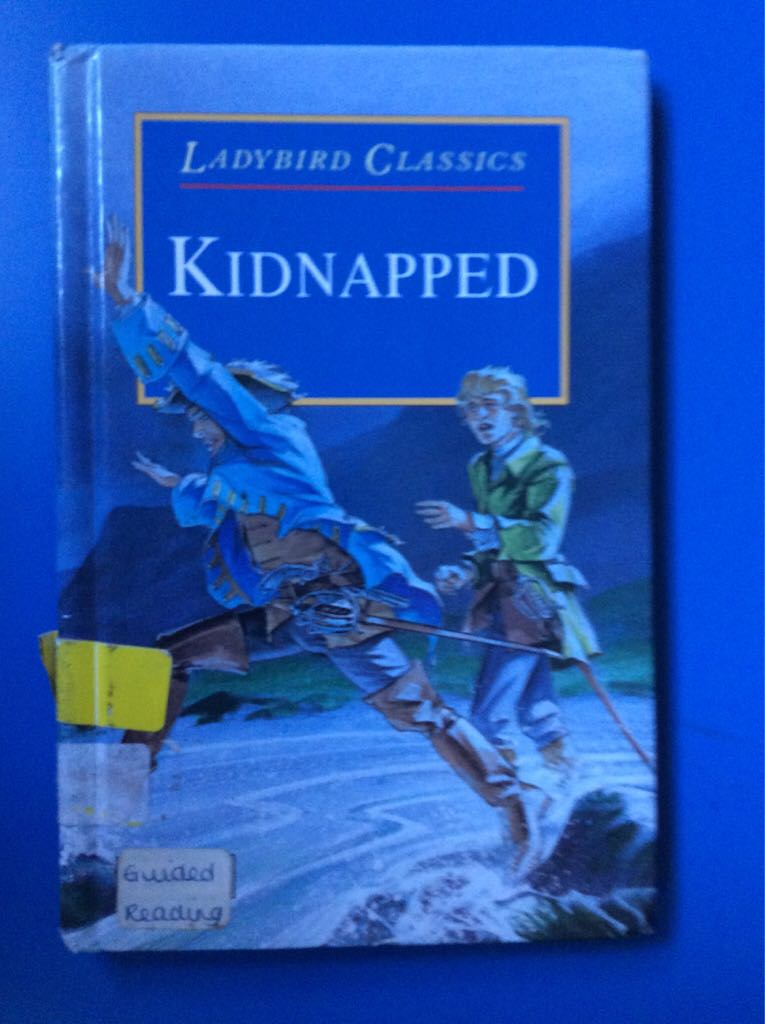 LADYBIRD CLASSICS
KIDNAPPED
Guided
Reading